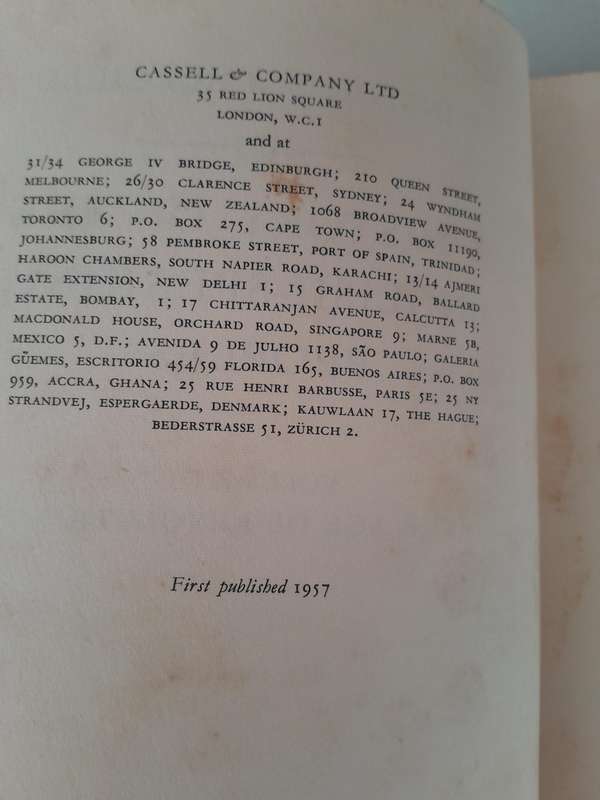 CASSELL & COMPANY LTD
35 RED LION SQUARE
LONDON, W.C.1
and at
31/34 GEORGE IV BRIDGE, EDINBURGH; 210 QUEEN STREET,
MELBOURNE; 26/30 CLARENCE STREET, SYDNEY; 24 WYNDHAM
STREET, AUCKLAND, NEW ZEALAND; 1068 BROADVIEW AVENUE,
TORONTO 6; P.O. BOX 275, CAPE TOWN; P.O. BOX 11190,
JOHANNESBURG; 58 PEMBROKE STREET, PORT OF SPAIN, TRINIDAD;
HAROON CHAMBERS, SOUTH NAPIER ROAD, KARACHI; 13/14 AJMERI
GATE EXTENSION, NEW DELHI 1; 15 GRAHAM ROAD, BALLARD
ESTATE, BOMBAY, 1; 17 CHITTARANJAN AVENUE, CALCUTTA 13;
MACDONALD HOUSE, ORCHARD ROAD, SINGAPORE 9; MARNE 5B,
MEXICO 5, D.F.; AVENIDA 9 DE JULHO 1138, SÃO PAULO; GALERIA
GÜEMES, ESCRITORIO 454/59 FLORIDA 165, BUENOS AIRES; P.O. BOX
959, ACCRA, GHANA; 25 RUE HENRI BARBUSSE, PARIS 5E; 25 NY
STRANDVEJ, ESPERGAERDE, DENMARK; KAUWLAAN 17, THE HAGUE;
BEDERSTRASSE 51, ZÜRICH 2.
First published 1957